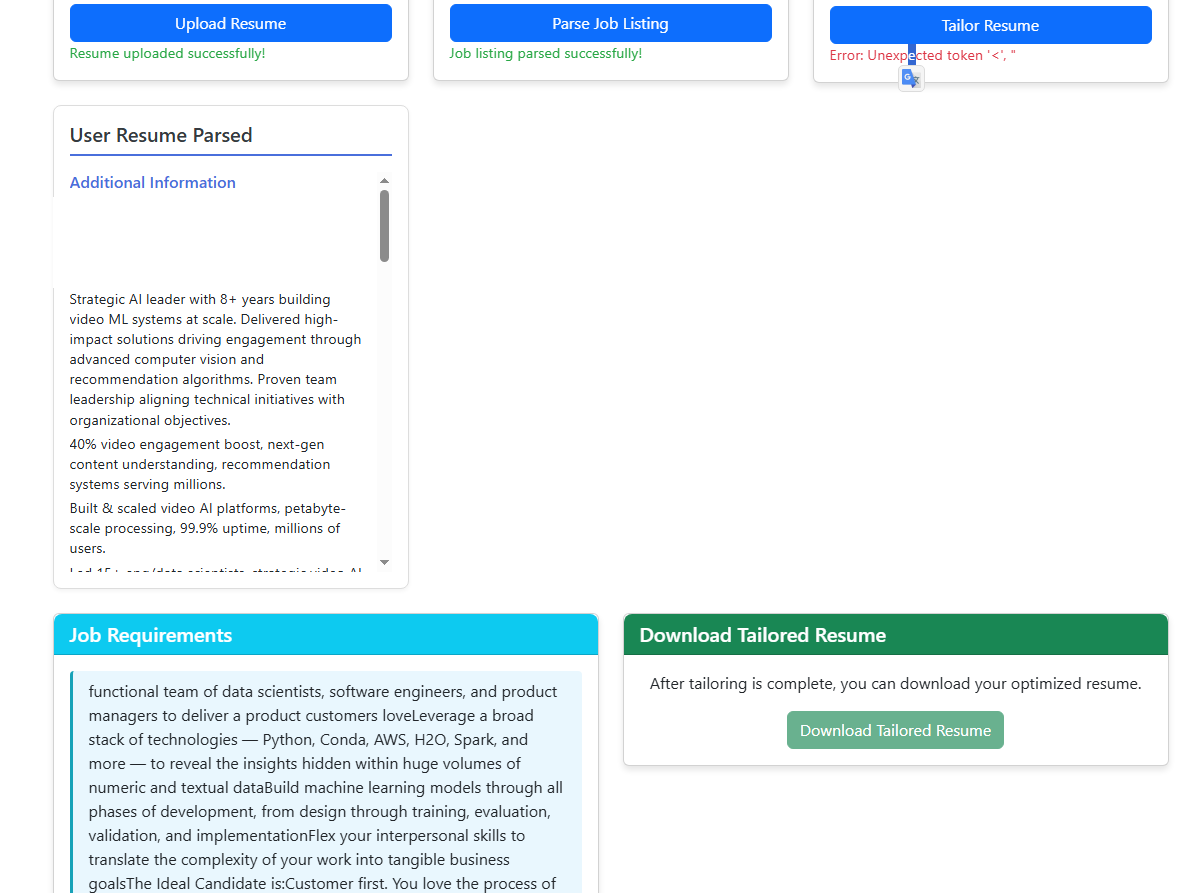 Upload Resume
Resume uploaded successfully!
Parse Job Listing
Job listing parsed successfully!
Tailor Resume
Error: Unexpected token '<', "
User Resume Parsed
Additional Information
Strategic AI leader with 8+ years building
video ML systems at scale. Delivered high-
impact solutions driving engagement through
advanced computer vision and
recommendation algorithms. Proven team
leadership aligning technical initiatives with
organizational objectives.
40% video engagement boost, next-gen
content understanding, recommendation
systems serving millions.
Built & scaled video AI platforms, petabyte-
scale processing, 99.9% uptime, millions of
users.
Led 15+ eng/data scientists, strategic video AI
Job Requirements
functional team of data scientists, software engineers, and product
managers to deliver a product customers loveLeverage a broad
stack of technologies — Python, Conda, AWS, H2O, Spark, and
more — to reveal the insights hidden within huge volumes of
numeric and textual dataBuild machine learning models through all
phases of development, from design through training, evaluation,
validation, and implementationFlex your interpersonal skills to
translate the complexity of your work into tangible business
goalsThe Ideal Candidate is:Customer first. You love the process of
Download Tailored Resume
After tailoring is complete, you can download your optimized resume.
Download Tailored Resume